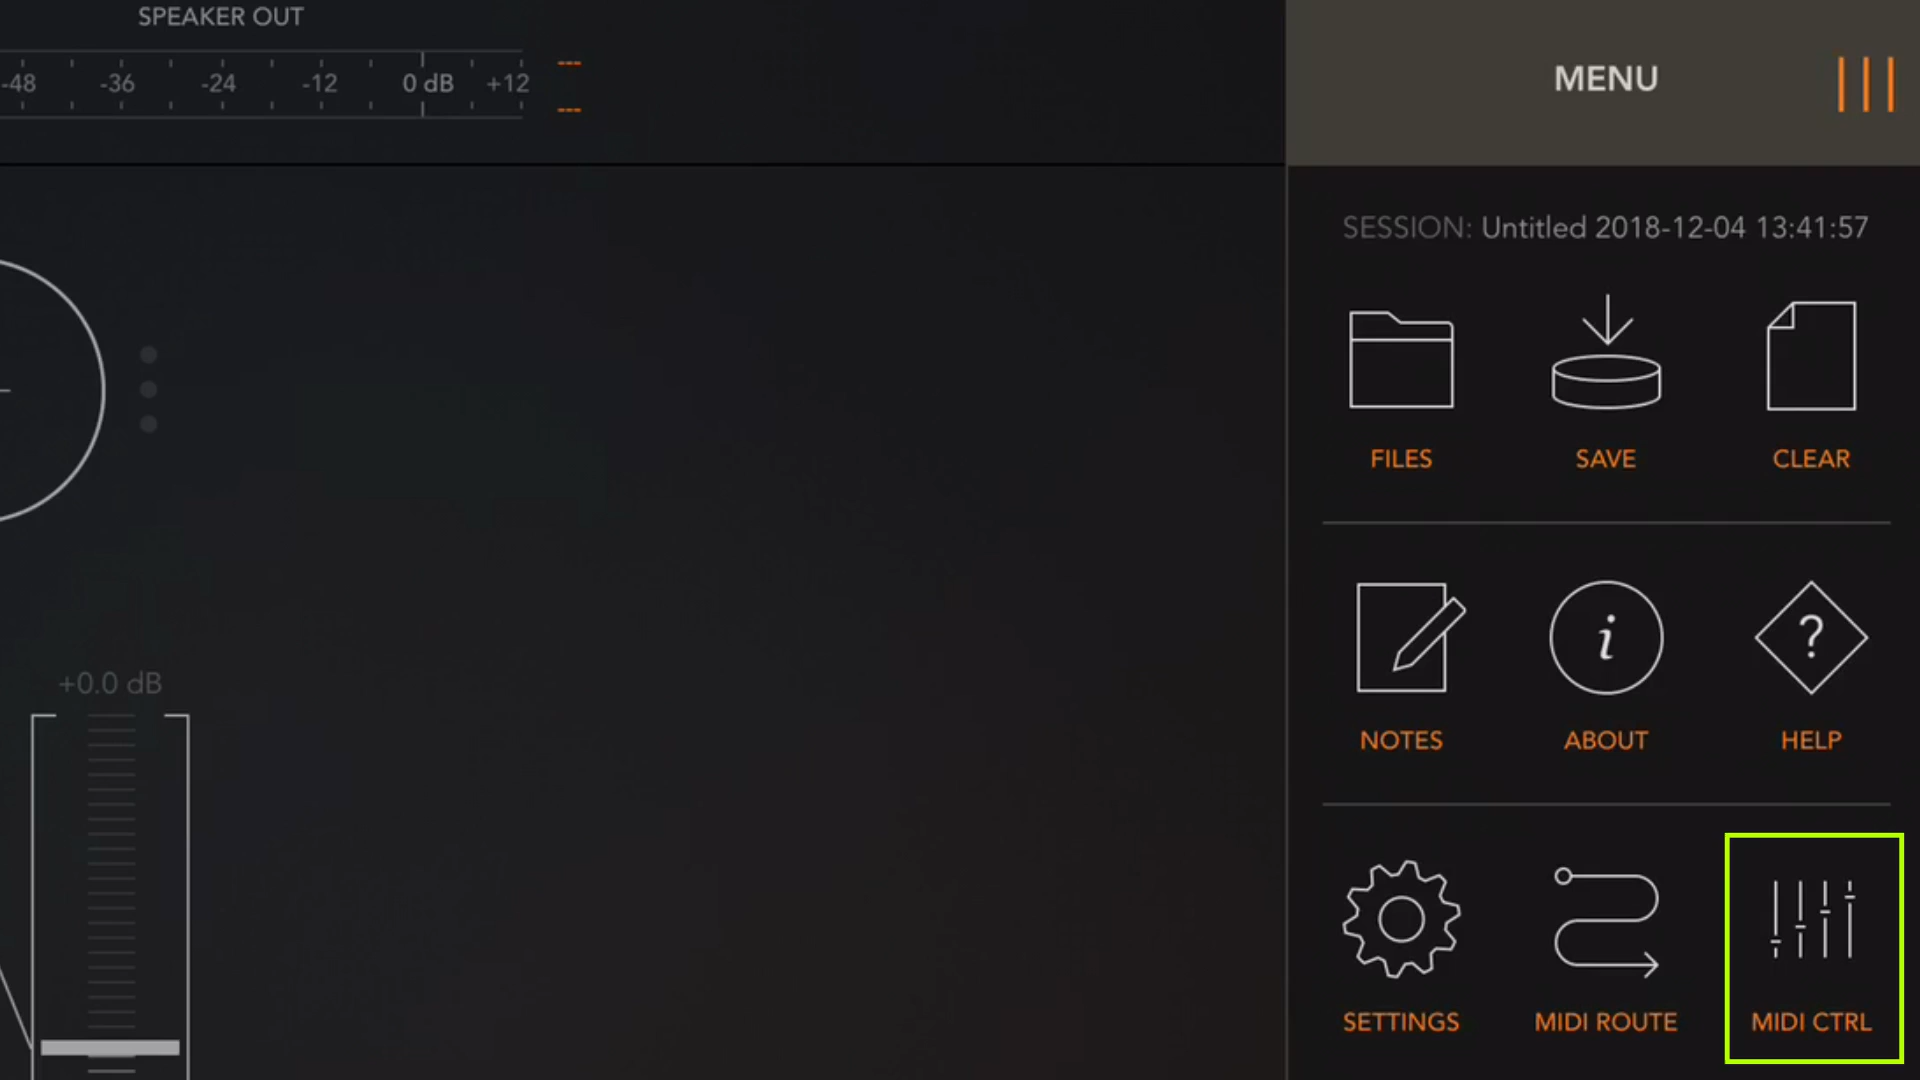 SPEAKER OUT
-48 -36 -24 -12 0 dB +12
---
---
MENU
SESSION: Untitled 2018-12-04 13:41:57
FILES SAVE CLEAR
i ?
NOTES ABOUT HELP
+0.0 dB
SETTINGS MIDI ROUTE MIDI CTRL